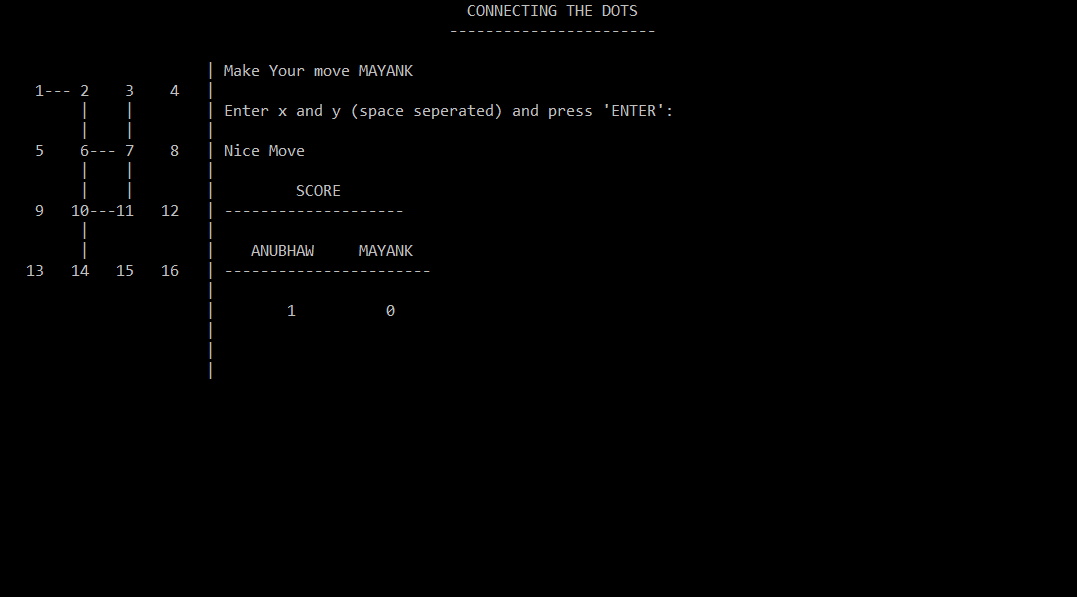 CONNECTING THE DOTS
-----------------------
| Make Your move MAYANK
1--- 2    3    4   |
|    |        | Enter x and y (space seperated) and press 'ENTER':
|    |        |
5    6--- 7    8   | Nice Move
|    |        |
|    |        |         SCORE
9   10---11   12   | --------------------
|             |
|             |    ANUBHAW     MAYANK
13   14   15   16   | -----------------------
|
|        1          0
|
|
|